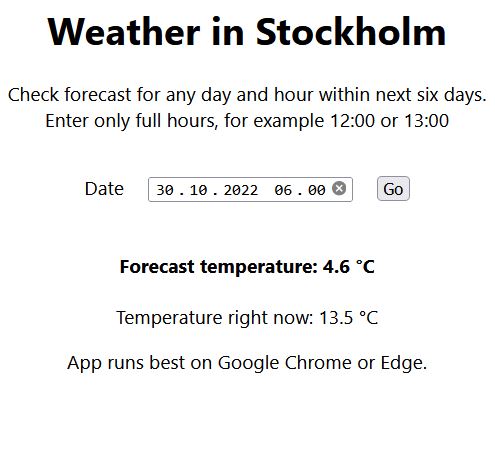 Weather in Stockholm
Check forecast for any day and hour within next six days.
Enter only full hours, for example 12:00 or 13:00
Date 30.10.2022 06.00 Go
Forecast temperature: 4.6 °C
Temperature right now: 13.5 °C
App runs best on Google Chrome or Edge.